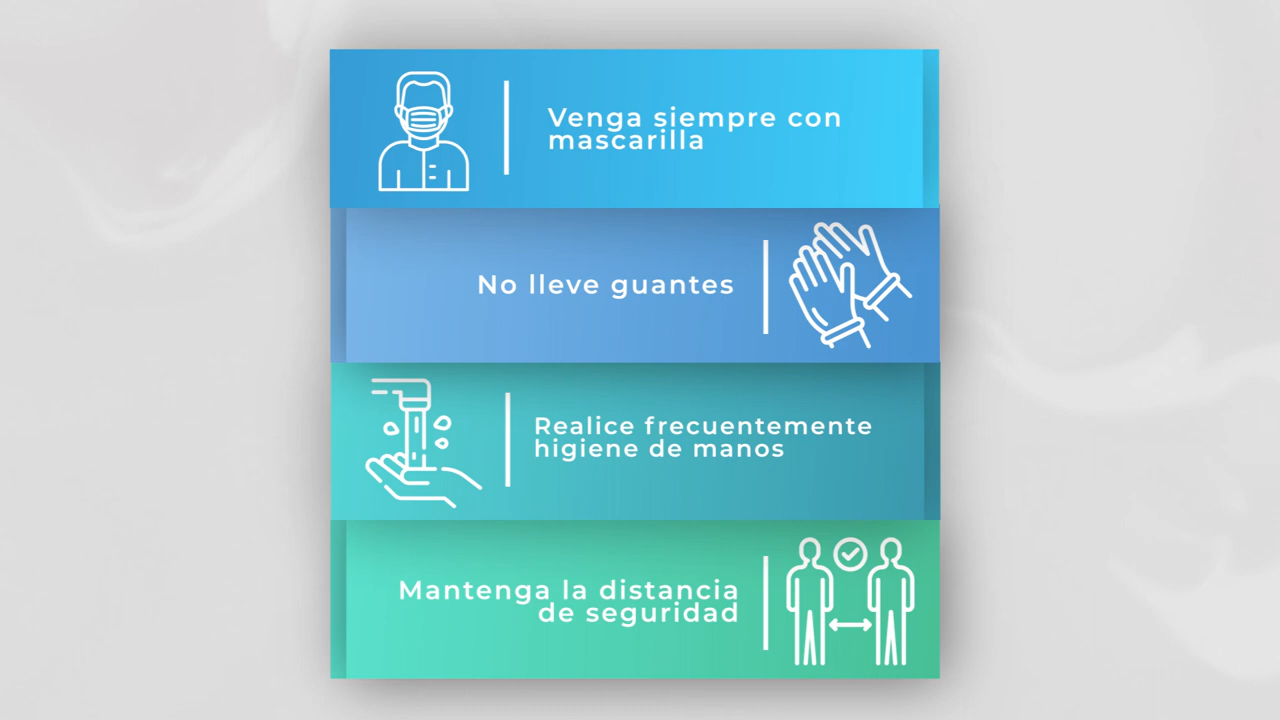 Venga siempre con
mascarilla
No lleve guantes
Realice frecuentemente
higiene de manos
Mantenga la distancia
de seguridad